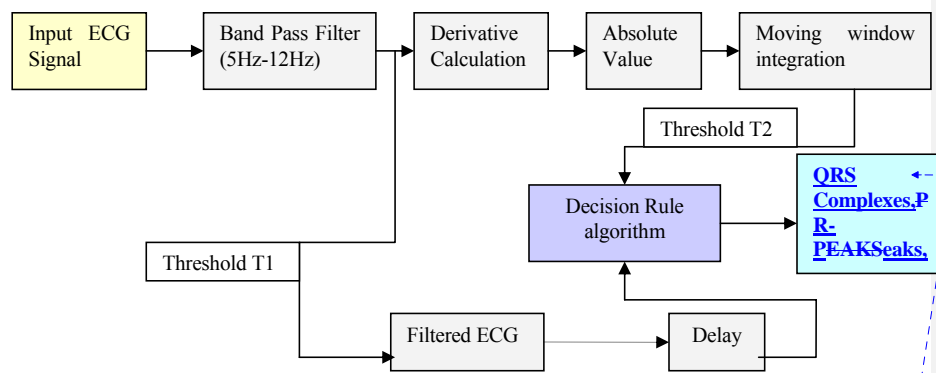 Input ECG
Signal
Band Pass Filter
(5Hz-12Hz)
Derivative
Calculation
Absolute
Value
Moving window
integration
Threshold T2
QRS
Complexes,P
R-
PEAKSeaks,
Decision Rule
algorithm
Threshold T1
Filtered ECG
Delay